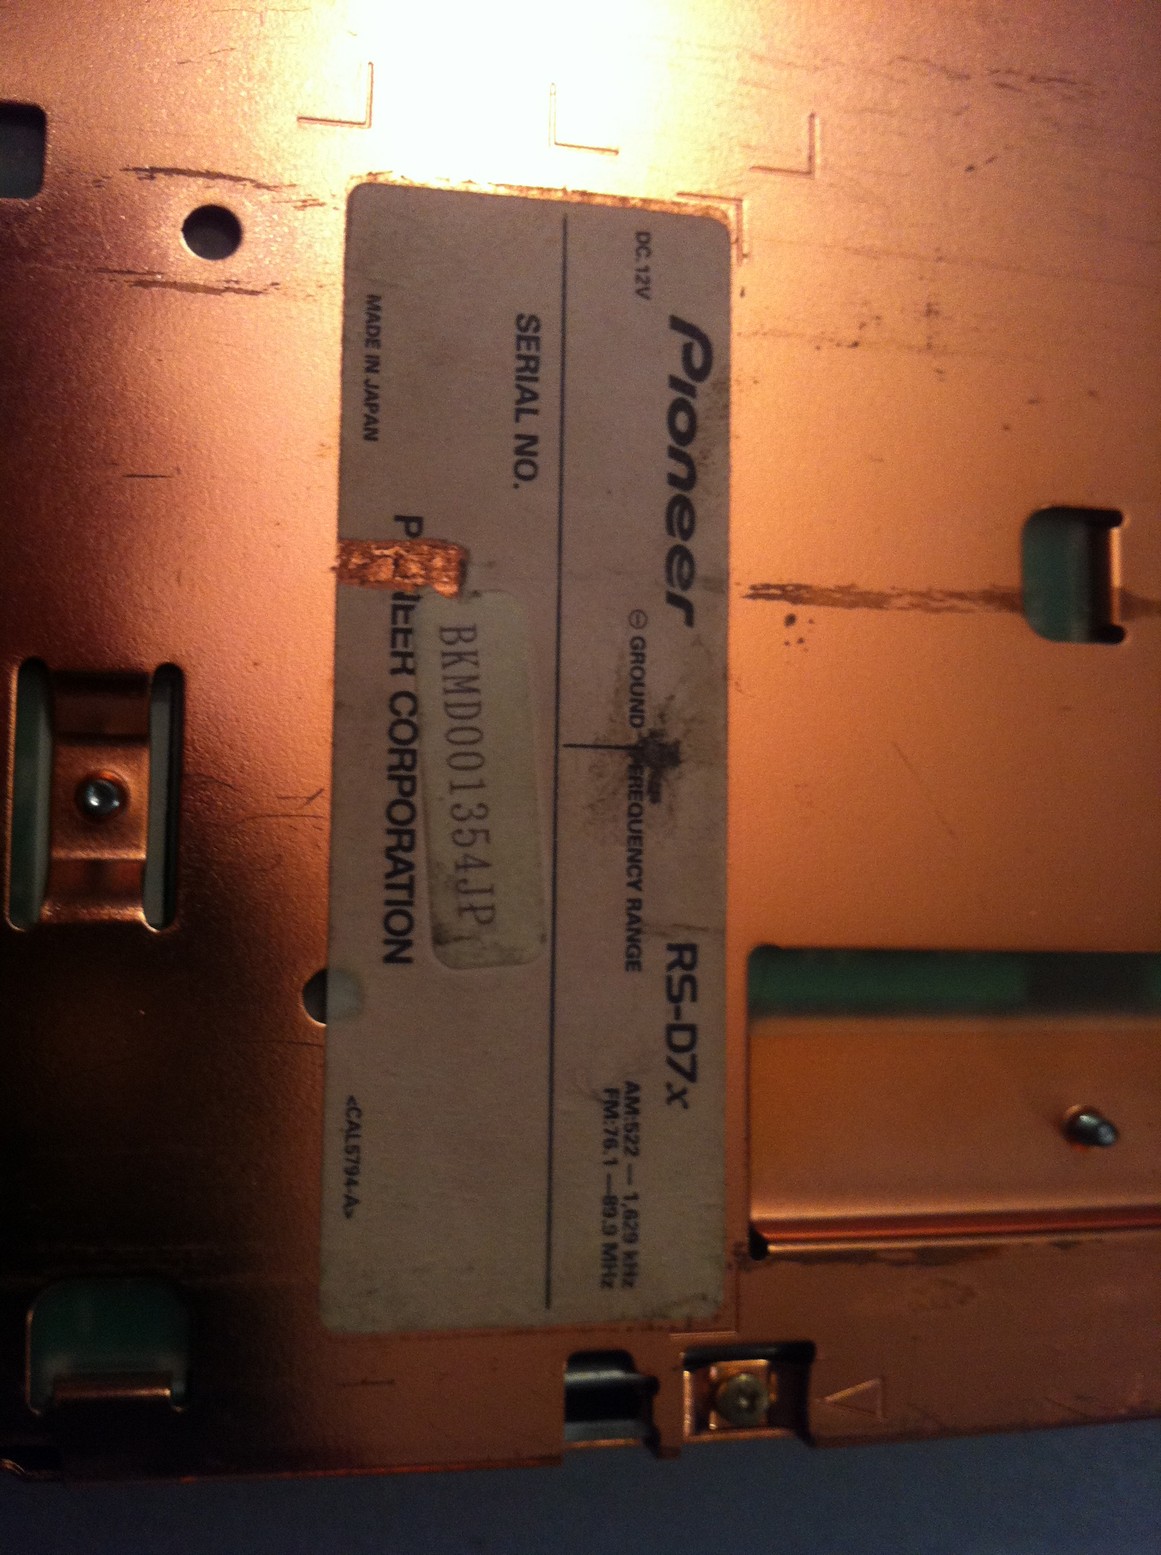 Pioneer RS-D7x
DC.12V ⊖ GROUND FREQUENCY RANGE AM:522 — 1,629 kHz
FM:76.1 — 89.9 MHz
SERIAL NO. BKMD001354JP
PIONEER CORPORATION
MADE IN JAPAN <CAL5794-A>